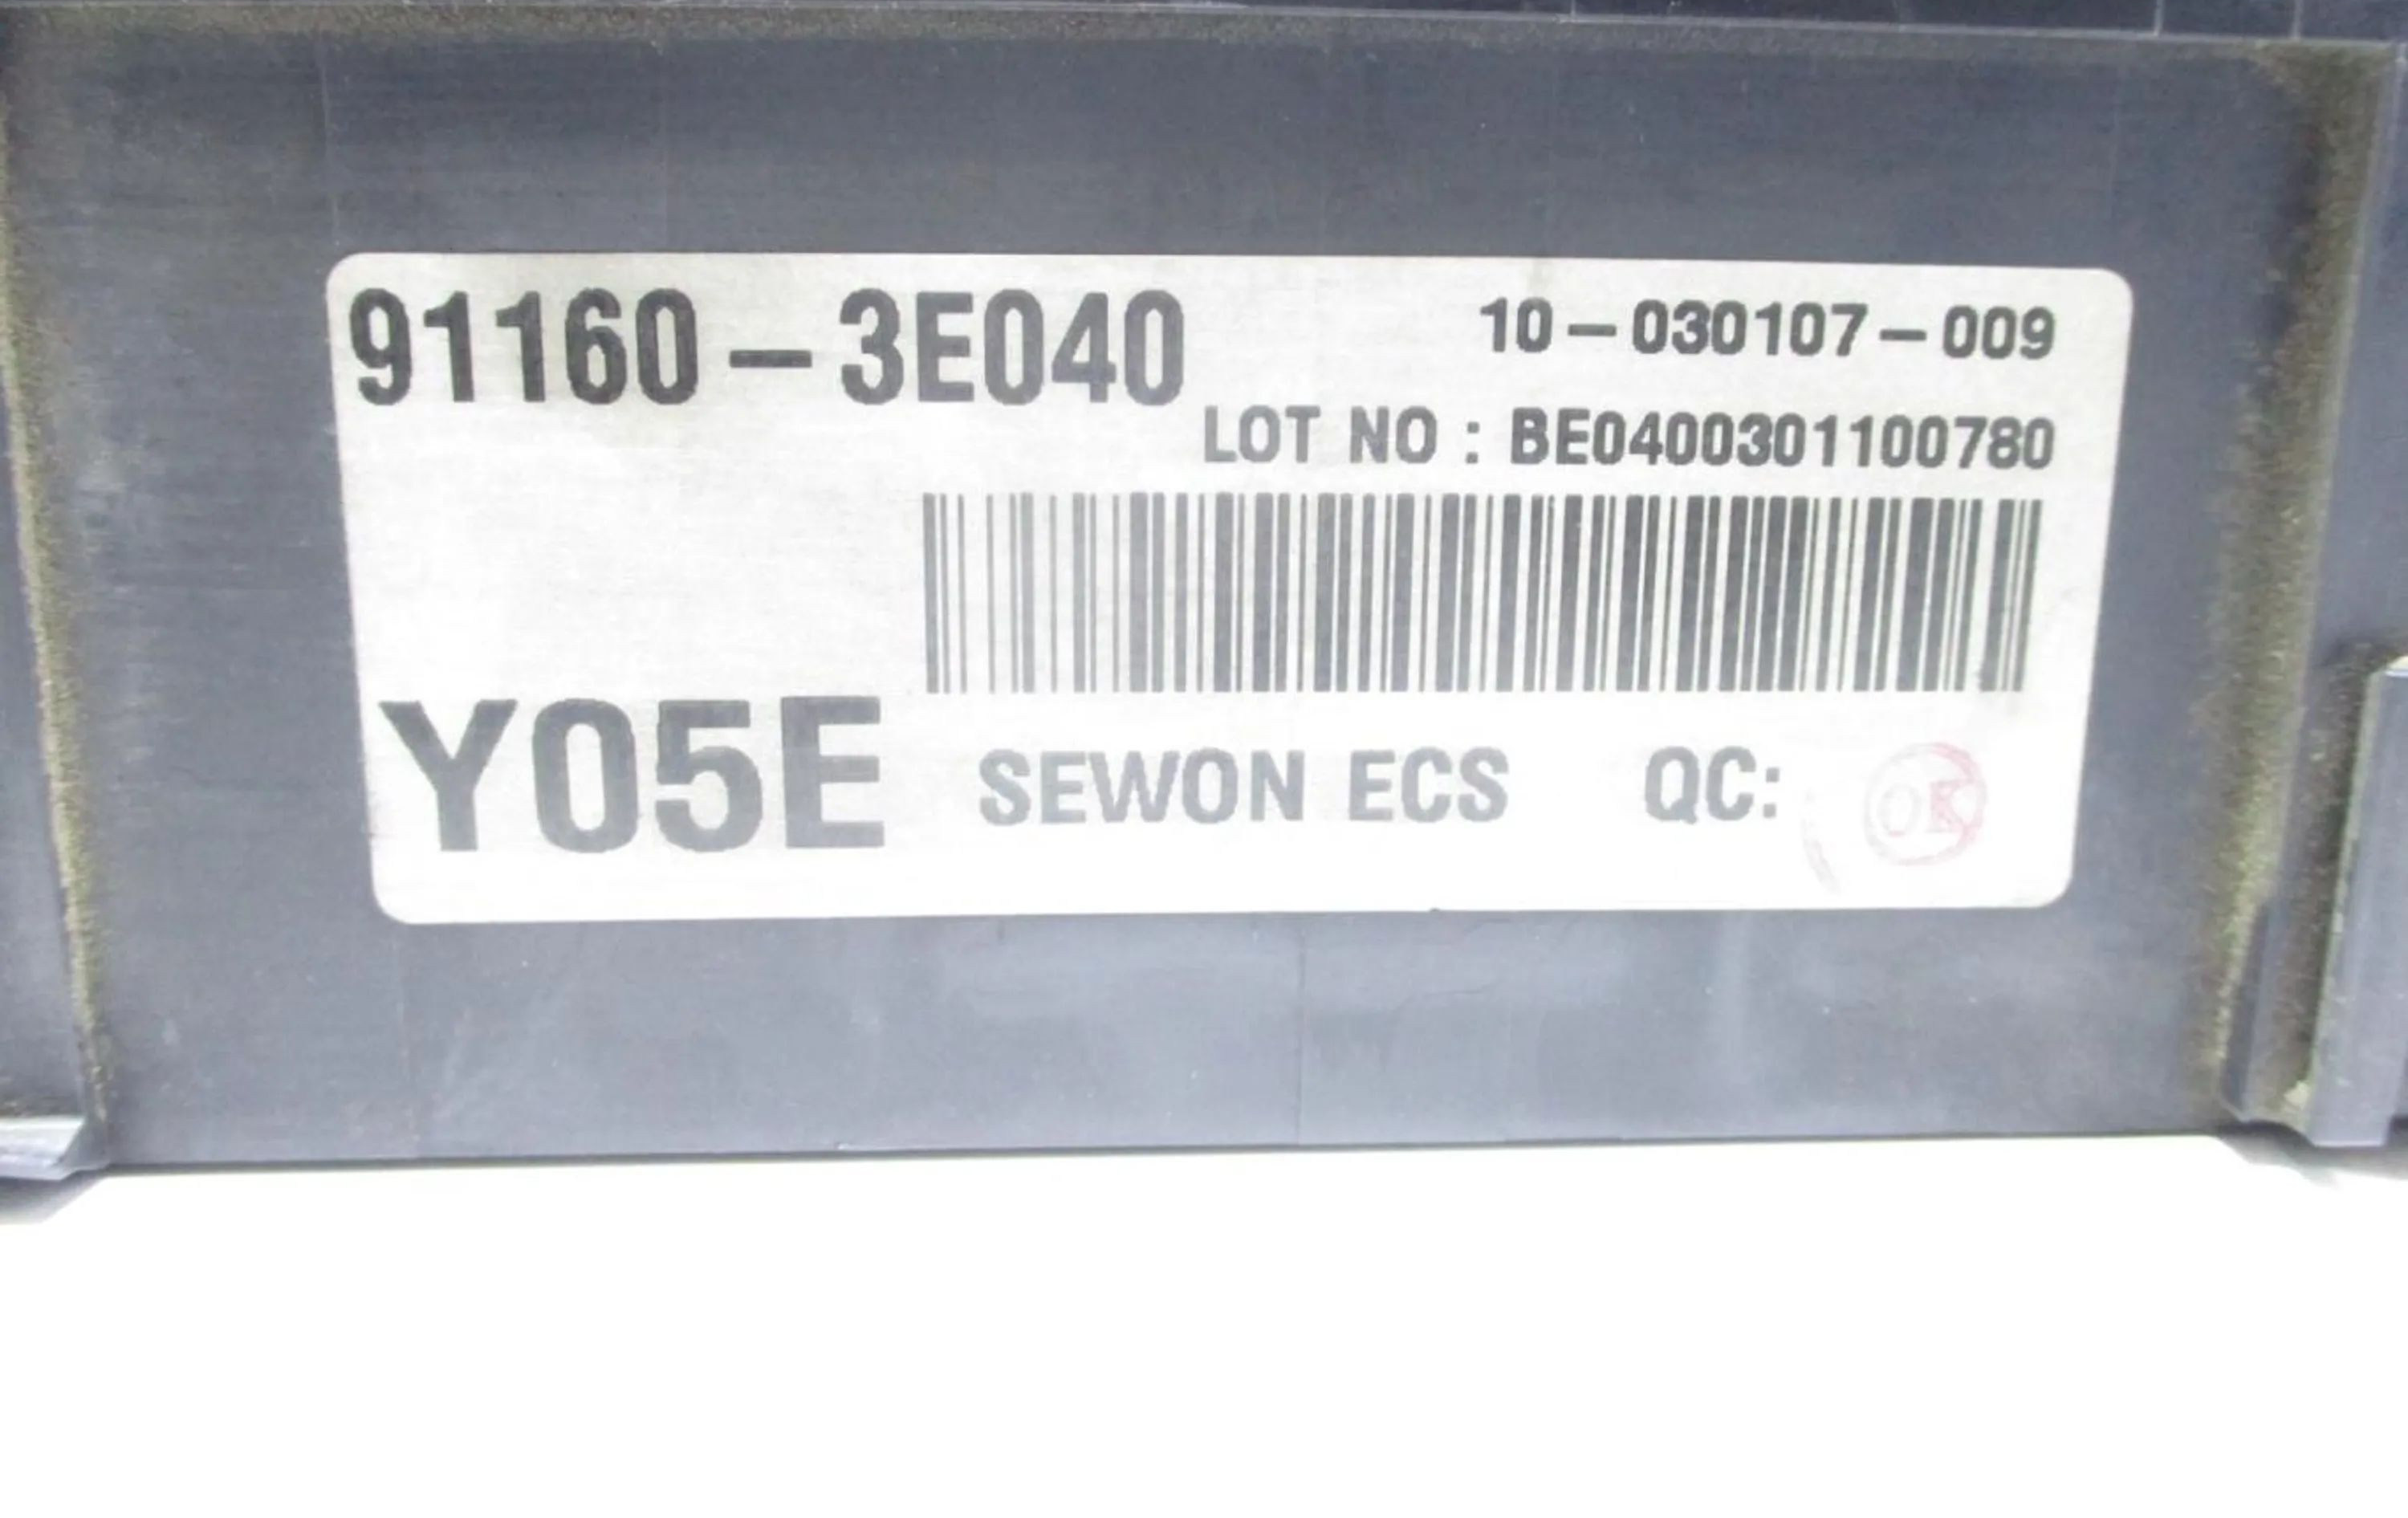 91160-3E040 10-030107-009
LOT NO : BE0400301100780
Y05E SEWON ECS QC: OK